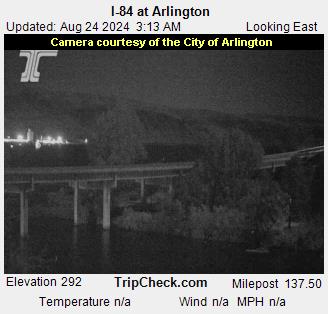 I-84 at Arlington
Updated: Aug 24 2024 3:13 AM Looking East
Camera courtesy of the City of Arlington
Elevation 292 TripCheck.com Milepost 137.50
Temperature n/a Wind n/a MPH n/a